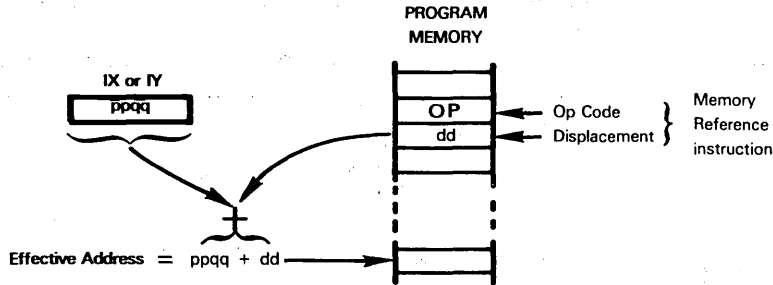 PROGRAM
MEMORY
IX or IY
ppqq
OP
Op Code
dd
Displacement
Memory
Reference
instruction
+
Effective Address = ppqq + dd